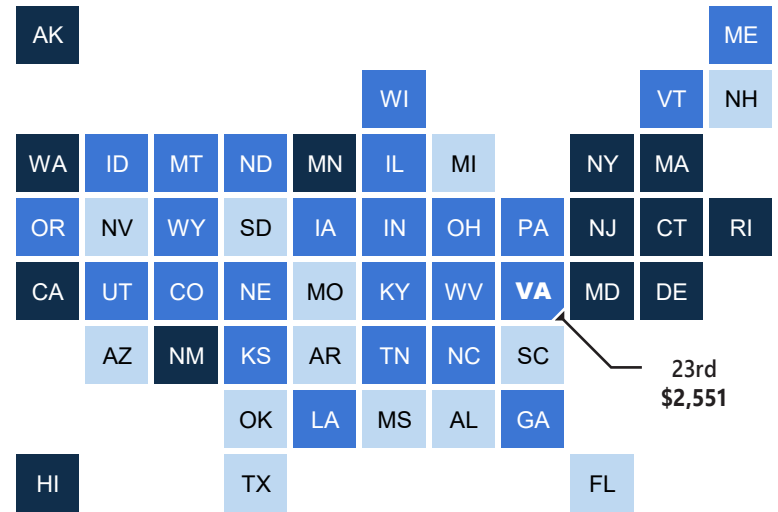 AK ME
WI VT NH
WA ID MT ND MN IL MI NY MA
OR NV WY SD IA IN OH PA NJ CT RI
CA UT CO NE MO KY WV VA MD DE
AZ NM KS AR TN NC SC
23rd
$2,551
OK LA MS AL GA
HI TX FL